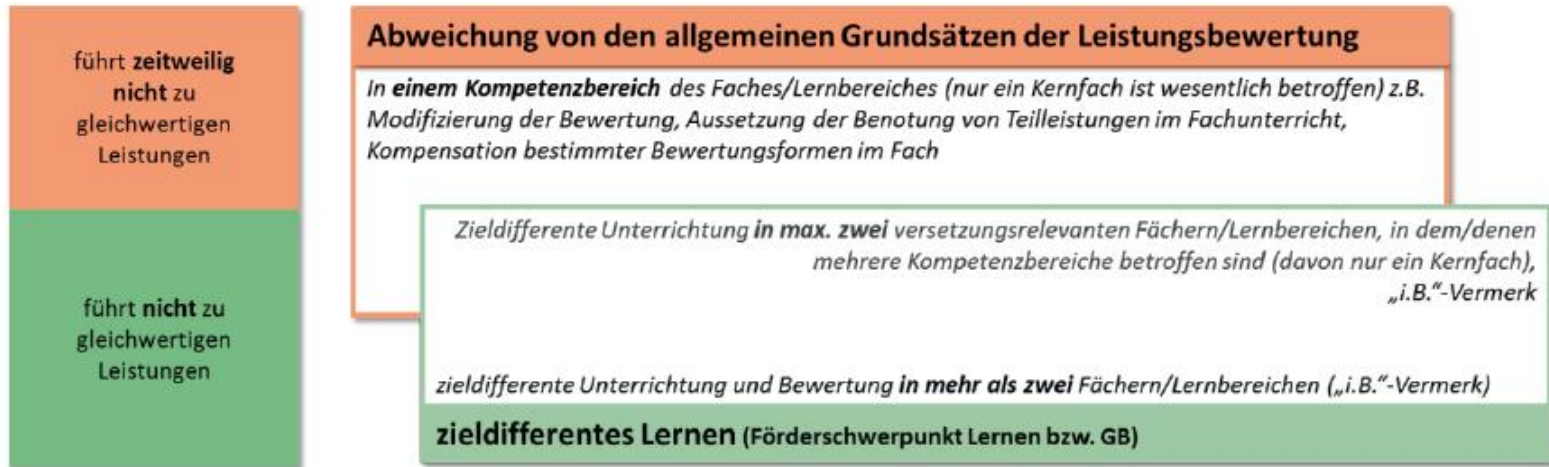 führt zeitweilig
nicht zu
gleichwertigen
Leistungen
Abweichung von den allgemeinen Grundsätzen der Leistungsbewertung
In einem Kompetenzbereich des Faches/Lernbereiches (nur ein Kernfach ist wesentlich betroffen) z.B.
Modifizierung der Bewertung, Aussetzung der Benotung von Teilleistungen im Fachunterricht,
Kompensation bestimmter Bewertungsformen im Fach
führt nicht zu
gleichwertigen
Leistungen
Zieldifferente Unterrichtung in max. zwei versetzungsrelevanten Fächern/Lernbereichen, in dem/denen
mehrere Kompetenzbereiche betroffen sind (davon nur ein Kernfach),
„i.B."-Vermerk
zieldifferente Unterrichtung und Bewertung in mehr als zwei Fächern/Lernbereichen („i.B."-Vermerk)
zieldifferentes Lernen (Förderschwerpunkt Lernen bzw. GB)